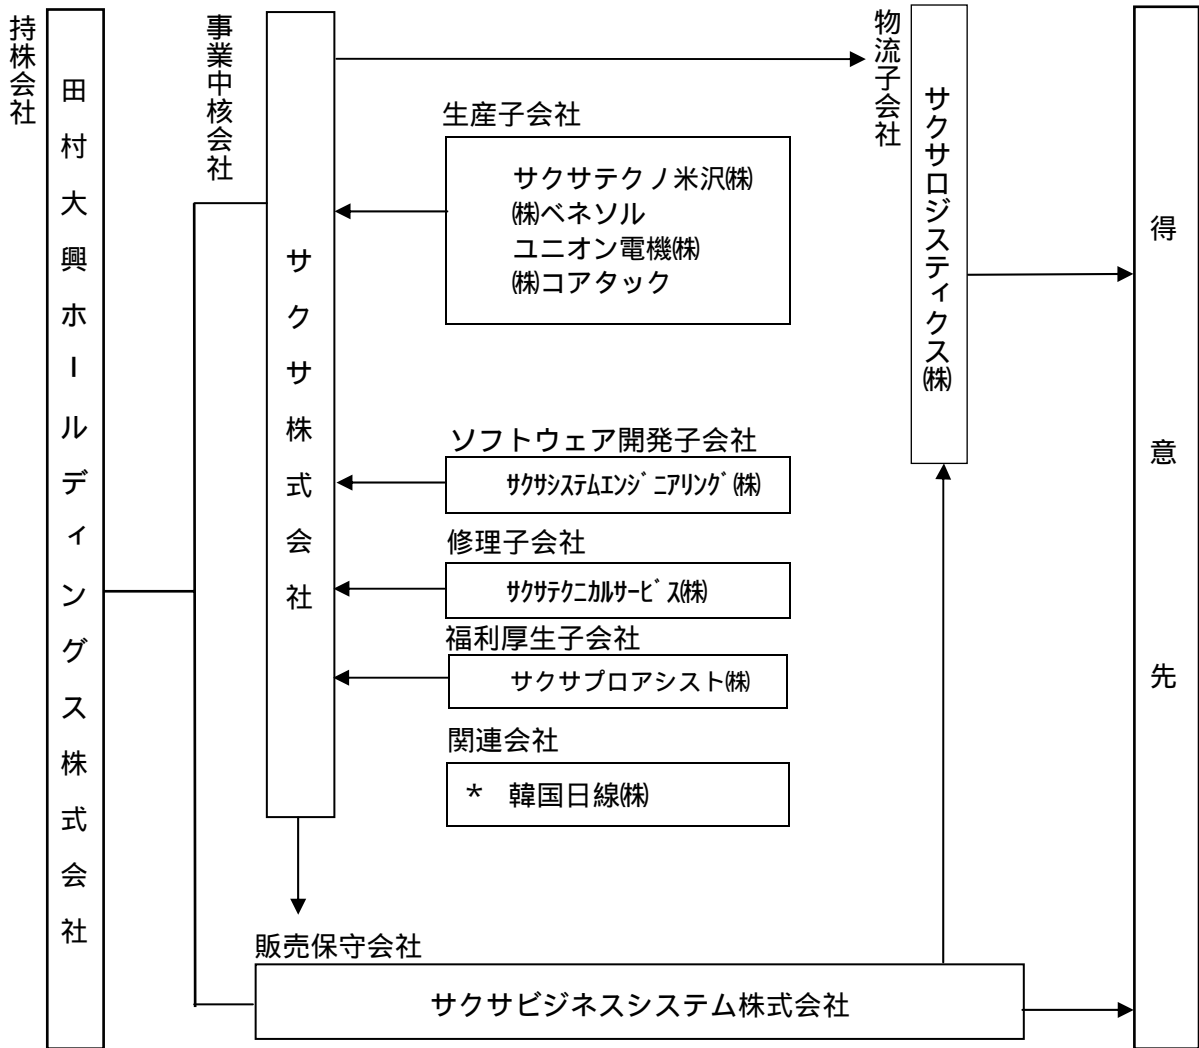 持株会社
田村大興ホールディングス株式会社
事業中核会社
サクサ株式会社
生産子会社
サクサテクノ米沢㈱
㈱ベネソル
ユニオン電機㈱
㈱コアタック
ソフトウェア開発子会社
ｻｸｻｼｽﾃﾑｴﾝｼﾞﾆｱﾘﾝｸﾞ㈱
修理子会社
ｻｸｻﾃｸﾆｶﾙｻｰﾋﾞｽ㈱
福利厚生子会社
サクサプロアシスト㈱
関連会社
* 韓国日線㈱
販売保守会社
サクサビジネスシステム株式会社
物流子会社
サクサロジスティクス㈱
得意先